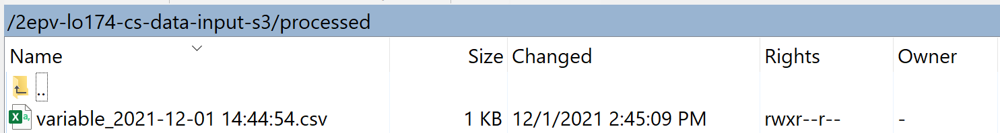 /2epv-lo174-cs-data-input-s3/processed
Name Size Changed Rights Owner
..
variable_2021-12-01 14:44:54.csv 1 KB 12/1/2021 2:45:09 PM rwxr--r-- -